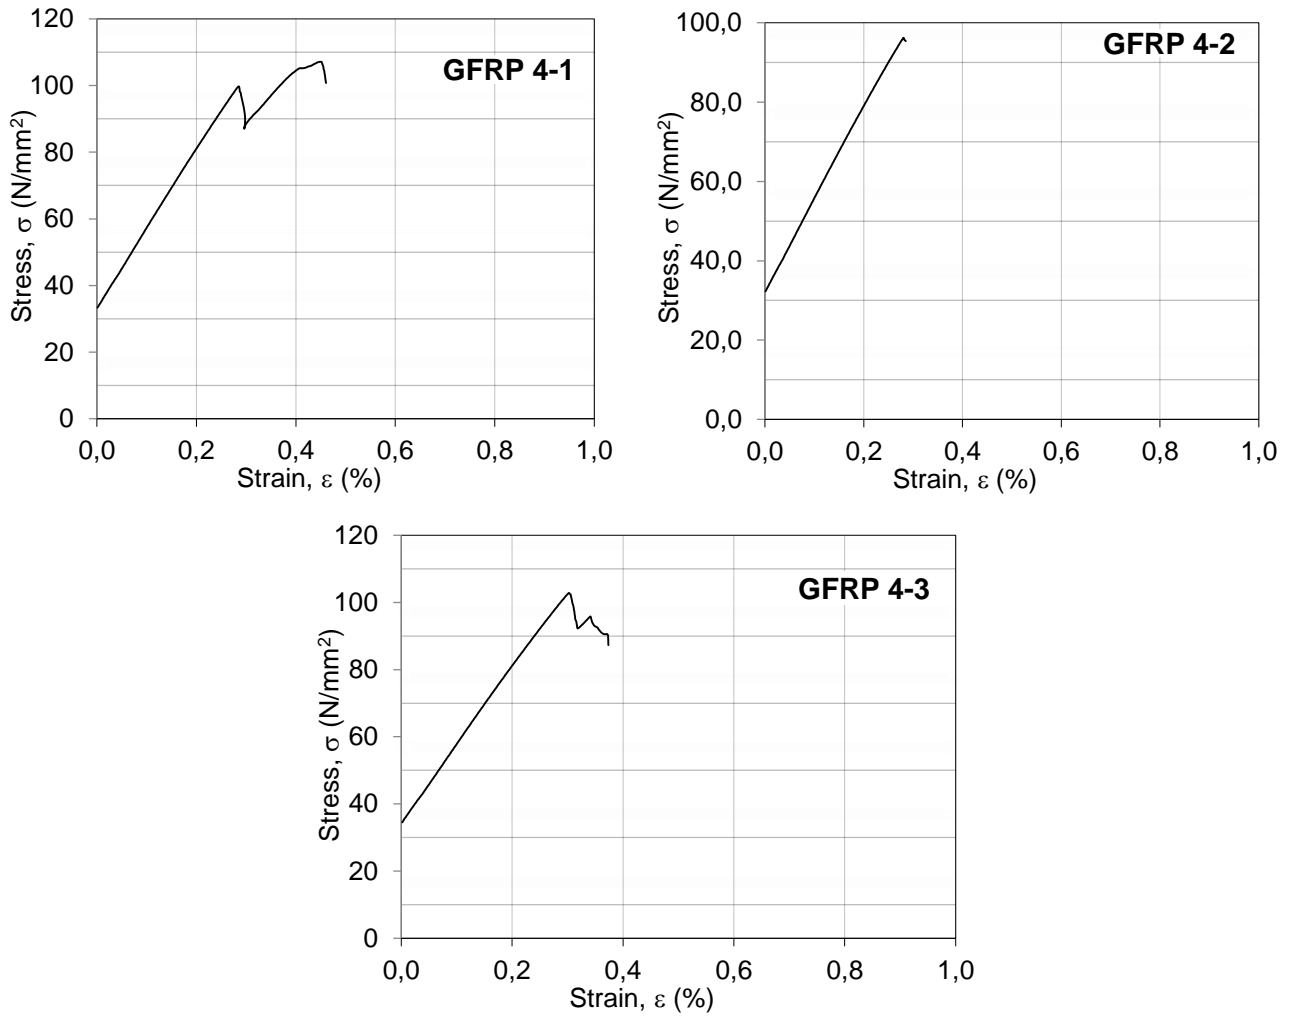 GFRP 4-1
Stress, σ (N/mm²)
120
100
80
60
40
20
0
0,0 0,2 0,4 0,6 0,8 1,0
Strain, ε (%)
GFRP 4-2
Stress, σ (N/mm²)
100,0
80,0
60,0
40,0
20,0
0,0
0,0 0,2 0,4 0,6 0,8 1,0
Strain, ε (%)
GFRP 4-3
Stress, σ (N/mm²)
120
100
80
60
40
20
0
0,0 0,2 0,4 0,6 0,8 1,0
Strain, ε (%)